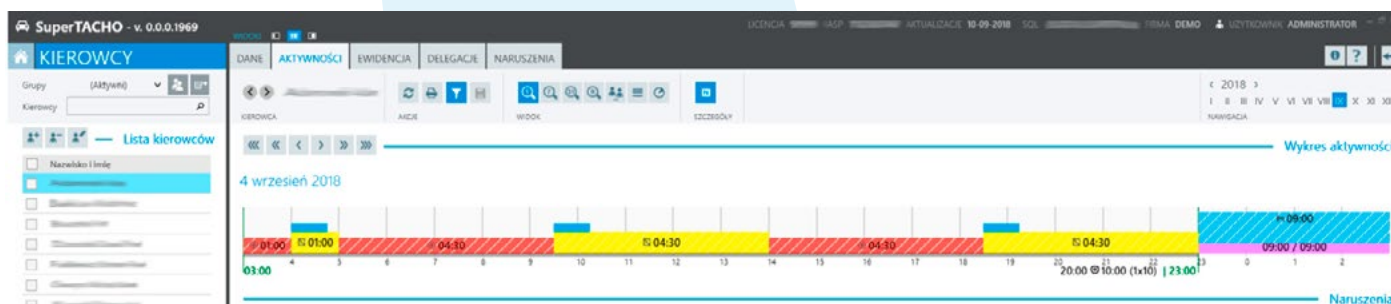 SuperTACHO - v. 0.0.0.1969
LICENCJA
AKTUALIZACJE 10-09-2018 SQL
FIRMA DEMO UŻYTKOWNIK ADMINISTRATOR
WIDOKI
KIEROWCY
DANE AKTYWNOŚCI EWIDENCJA DELEGACJE NARUSZENIA
Grupy (Aktywni)
Kierowcy
KIEROWCA AKCJE WIDOK SZCZEGÓŁY
< 2018 >
I II III IV V VI VII VIII IX X XI XII
NAWIGACJA
Lista kierowców
Wykres aktywności
Nazwisko i imię
4 wrzesień 2018
01:00 01:00 04:30 04:30 04:30 04:30 09:00
09:00 / 09:00
03:00 4 5 6 7 8 9 10 11 12 13 14 15 16 17 18 19 20 21 22 23 0 1 2
20:00 10:00 (1x10) | 23:00
Naruszenia